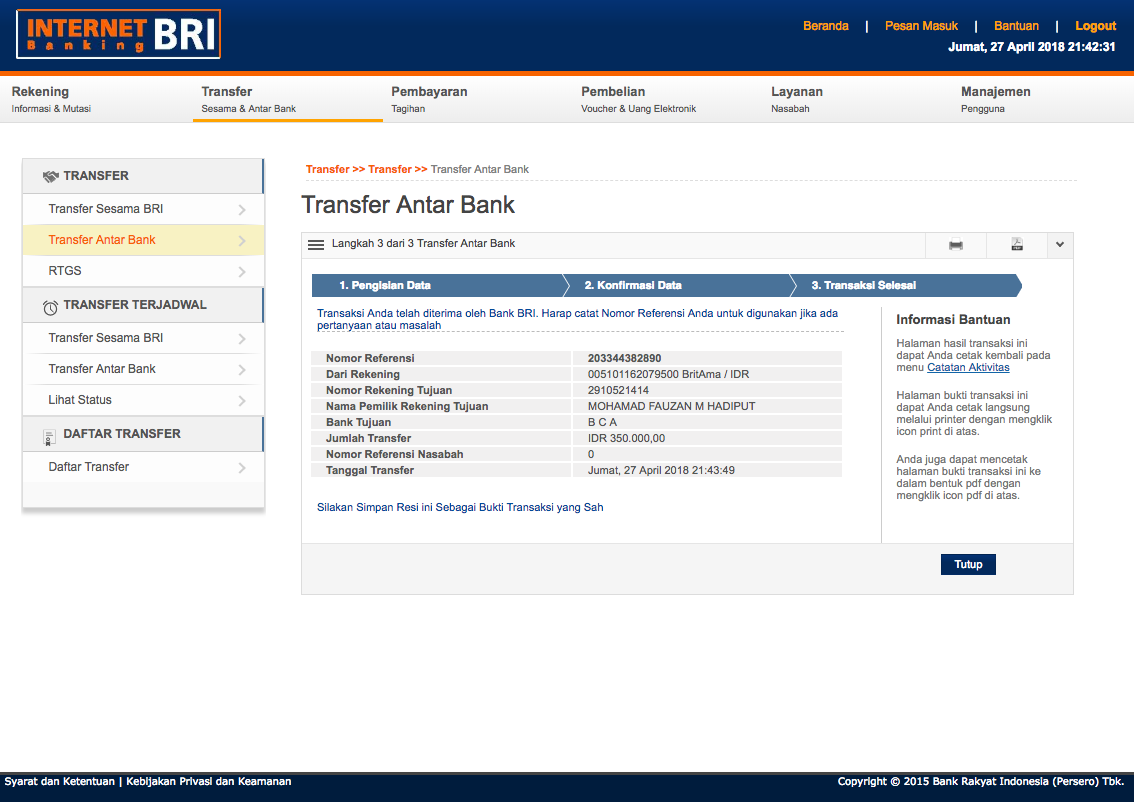 INTERNET Banking BRI
Beranda | Pesan Masuk | Bantuan | Logout
Jumat, 27 April 2018 21:42:31
Rekening
Informasi & Mutasi
Transfer
Sesama & Antar Bank
Pembayaran
Tagihan
Pembelian
Voucher & Uang Elektronik
Layanan
Nasabah
Manajemen
Pengguna
TRANSFER
Transfer Sesama BRI
Transfer Antar Bank
RTGS
TRANSFER TERJADWAL
Transfer Sesama BRI
Transfer Antar Bank
Lihat Status
DAFTAR TRANSFER
Daftar Transfer
Transfer >> Transfer >> Transfer Antar Bank
Transfer Antar Bank
Langkah 3 dari 3 Transfer Antar Bank
1. Pengisian Data
2. Konfirmasi Data
3. Transaksi Selesai
Transaksi Anda telah diterima oleh Bank BRI. Harap catat Nomor Referensi Anda untuk digunakan jika ada
pertanyaan atau masalah
Nomor Referensi 203344382890
Dari Rekening 005101162079500 BritAma / IDR
Nomor Rekening Tujuan 2910521414
Nama Pemilik Rekening Tujuan MOHAMAD FAUZAN M HADIPUT
Bank Tujuan B C A
Jumlah Transfer IDR 350.000,00
Nomor Referensi Nasabah 0
Tanggal Transfer Jumat, 27 April 2018 21:43:49
Silakan Simpan Resi ini Sebagai Bukti Transaksi yang Sah
Informasi Bantuan
Halaman hasil transaksi ini
dapat Anda cetak kembali pada
menu Catatan Aktivitas
Halaman bukti transaksi ini
dapat Anda cetak langsung
melalui printer dengan mengklik
icon print di atas.
Anda juga dapat mencetak
halaman bukti transaksi ini ke
dalam bentuk pdf dengan
mengklik icon pdf di atas.
Tutup
Syarat dan Ketentuan | Kebijakan Privasi dan Keamanan
Copyright © 2015 Bank Rakyat Indonesia (Persero) Tbk.